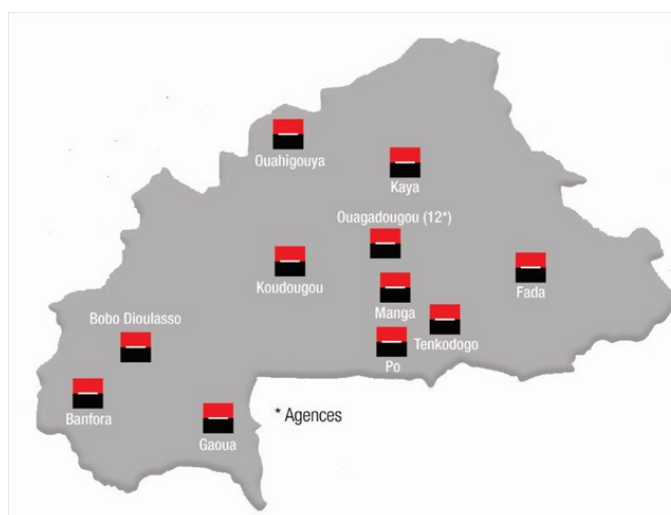 Ouahigouya
Kaya
Ouagadougou (12*)
Koudougou
Fada
Manga
Bobo Dioulasso
Tenkodogo
Po
Banfora
Gaoua
* Agences